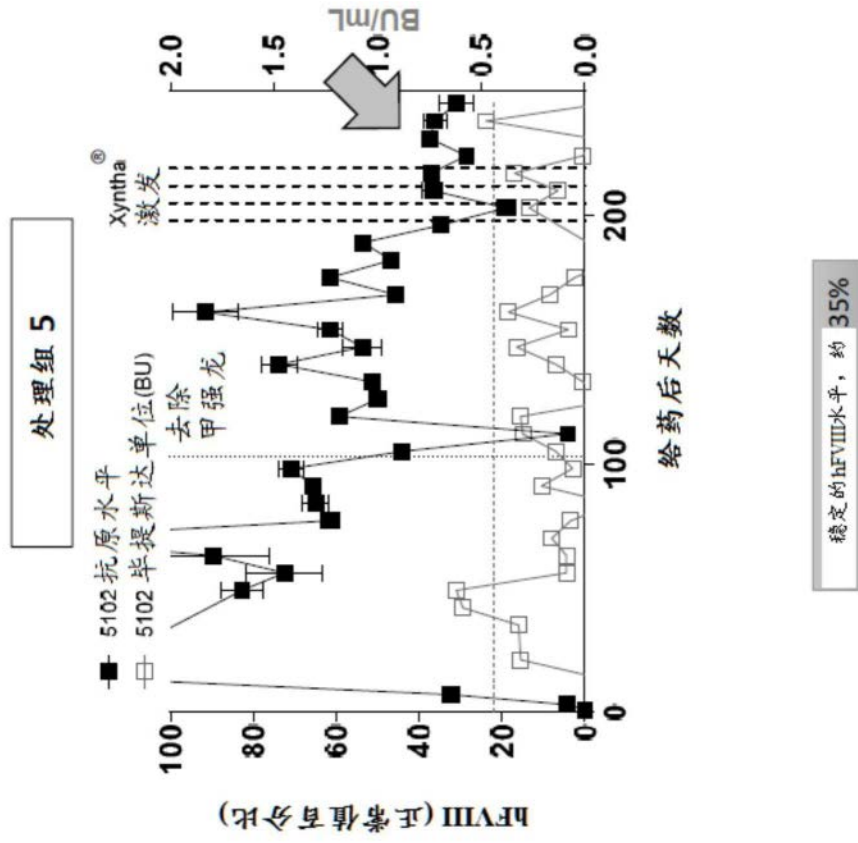 处理组 5
5102 抗原水平
5102 毕提斯达单位(BU)
去除
甲强龙
Xyntha®
激发
hFVIII (正常值百分比)
100
80
60
40
20
0
BU/mL
2.0
1.5
1.0
0.5
0.0
0
100
200
给药后天数
稳定的hFVIII水平，约 35%